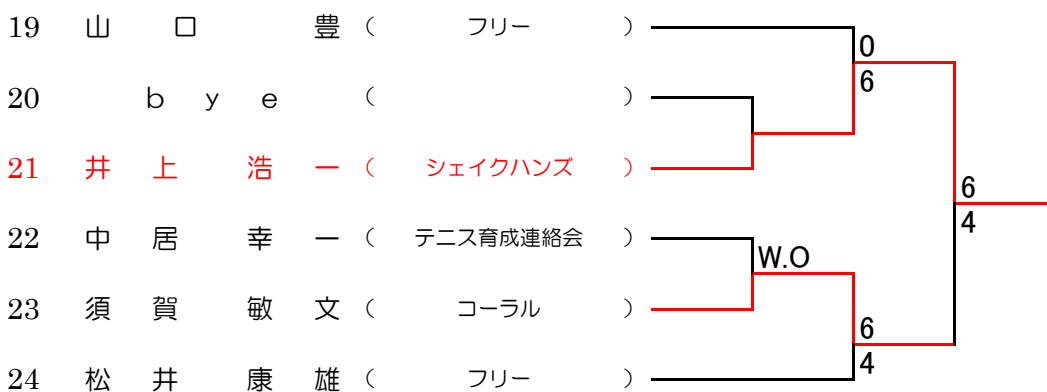 19 山口 豊 ( フリー )
0
6
20 bye ( )
21 井上 浩一 ( シェイクハンズ )
6
4
22 中居 幸一 ( テニス育成連絡会 )
W.O
23 須賀 敏文 ( コーラル )
6
4
24 松井 康雄 ( フリー )